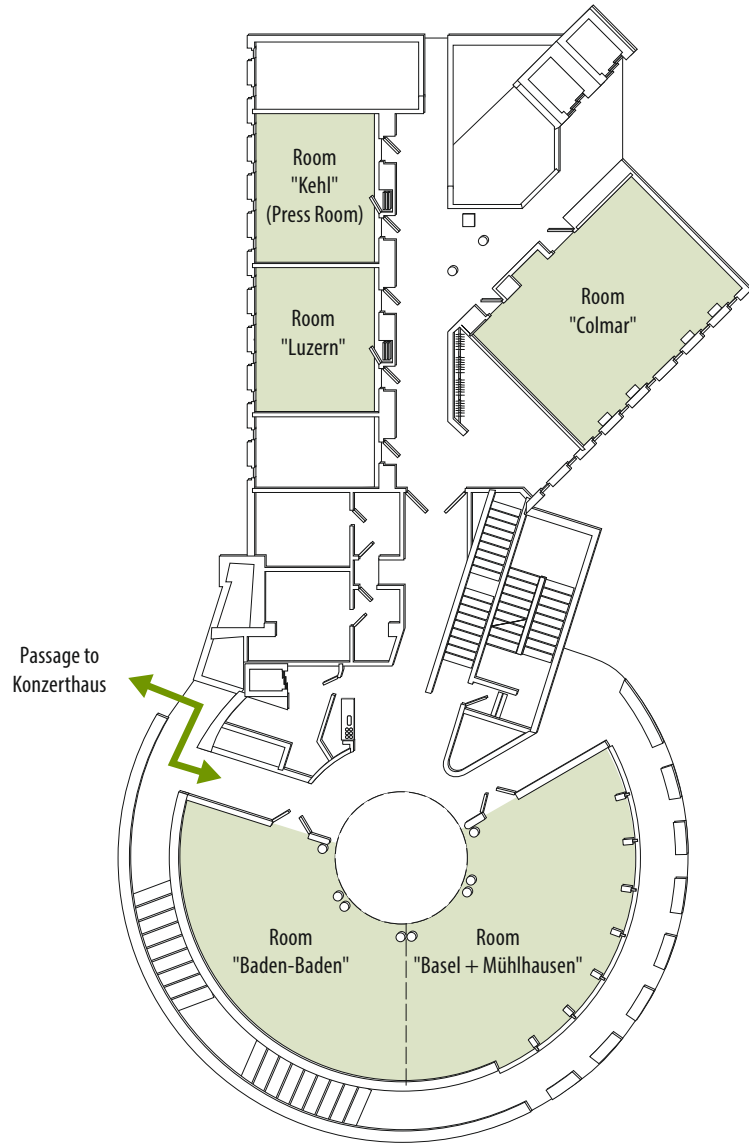 Room
"Kehl"
(Press Room)
Room
"Luzern"
Room
"Colmar"
Passage to
Konzerthaus
Room
"Baden-Baden"
Room
"Basel + Mühlhausen"